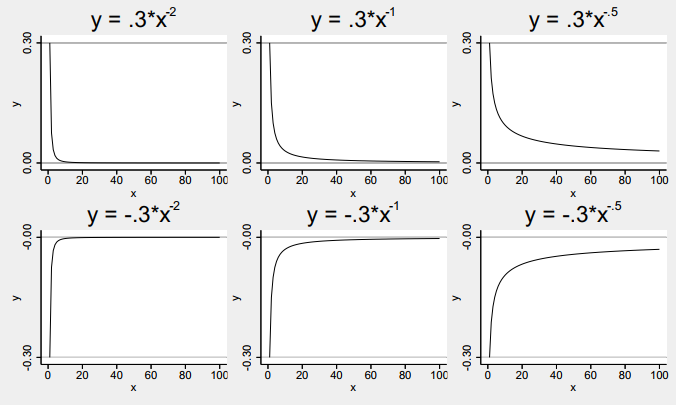 y = .3*x⁻² y = .3*x⁻¹ y = .3*x⁻·⁵
0.30 0.30 0.30
y y y
0.00 0.00 0.00
0 20 40 60 80 100 0 20 40 60 80 100 0 20 40 60 80 100
x x x
y = -.3*x⁻² y = -.3*x⁻¹ y = -.3*x⁻·⁵
-0.00 -0.00 -0.00
y y y
-0.30 -0.30 -0.30
0 20 40 60 80 100 0 20 40 60 80 100 0 20 40 60 80 100
x x x